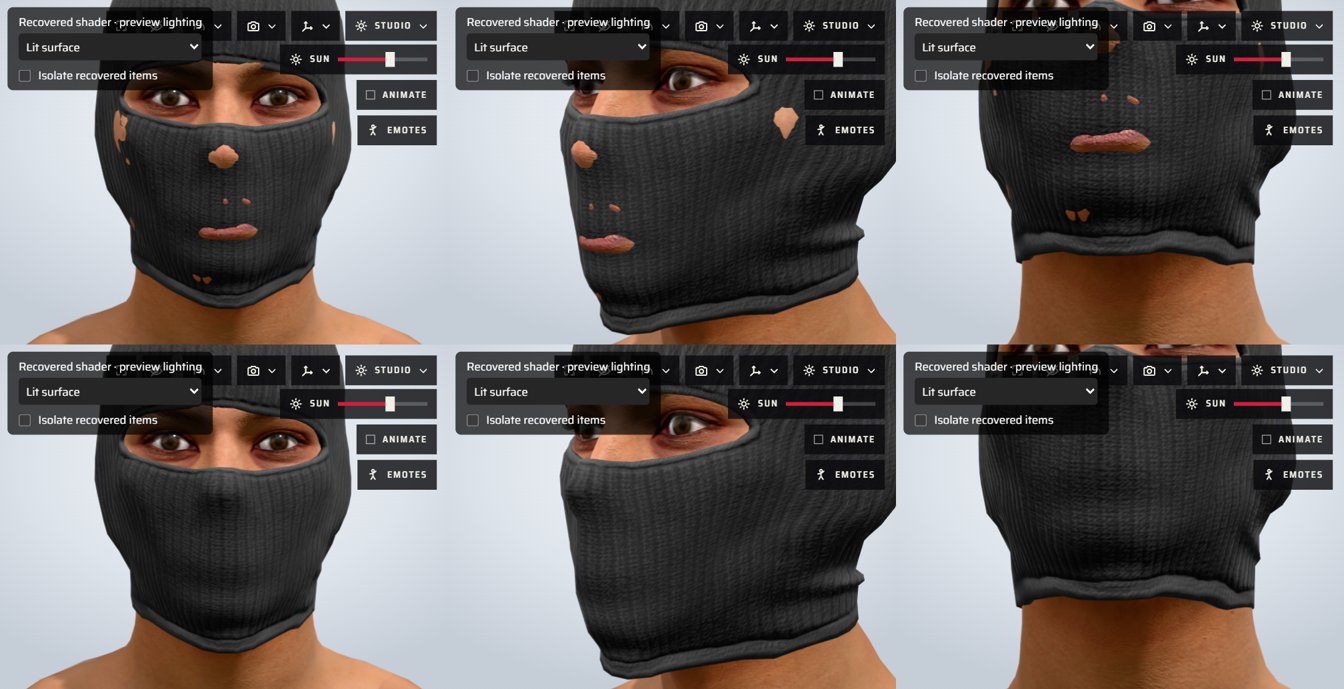 Recovered shader - preview lighting
STUDIO
Lit surface
SUN
Isolate recovered items
ANIMATE
EMOTES
Recovered shader - preview lighting
STUDIO
Lit surface
SUN
Isolate recovered items
ANIMATE
EMOTES
Recovered shader - preview lighting
STUDIO
Lit surface
SUN
Isolate recovered items
ANIMATE
EMOTES
Recovered shader - preview lighting
STUDIO
Lit surface
SUN
Isolate recovered items
ANIMATE
EMOTES
Recovered shader - preview lighting
STUDIO
Lit surface
SUN
Isolate recovered items
ANIMATE
EMOTES
Recovered shader - preview lighting
STUDIO
Lit surface
SUN
Isolate recovered items
ANIMATE
EMOTES